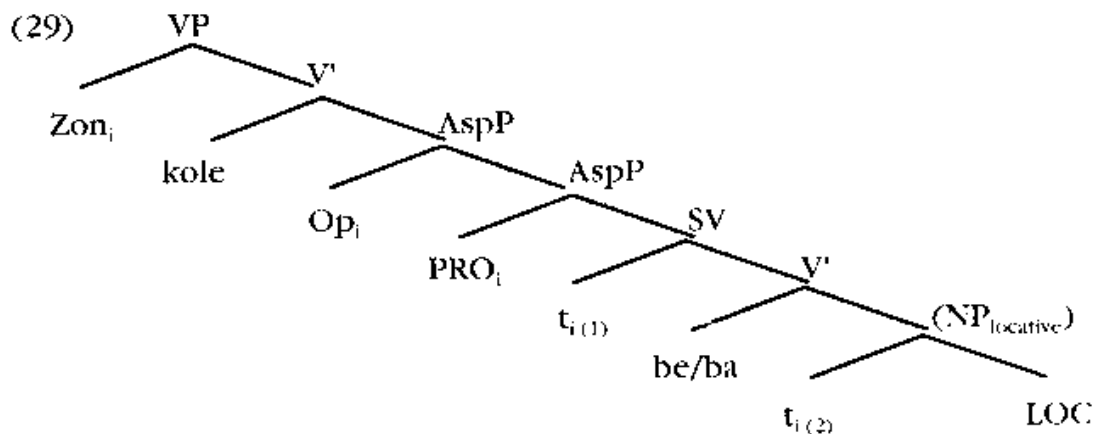 (29) VP
Zonᵢ V'
kole AspP
Opᵢ AspP
PROᵢ SV
tᵢ (1) V'
be/ba (NPlocative)
tᵢ (2) LOC